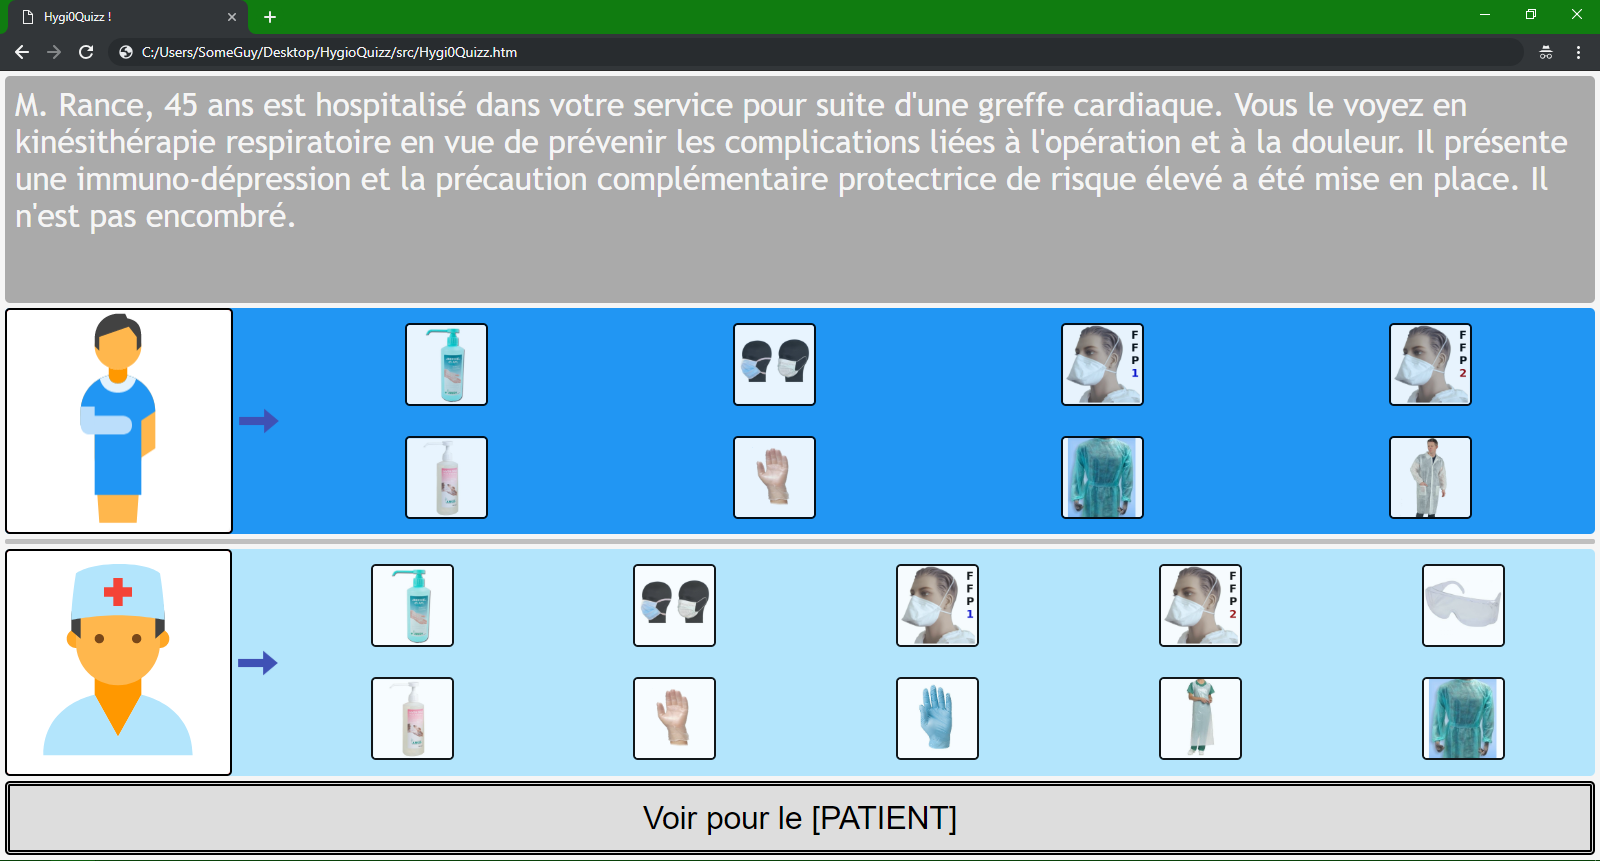 Hygi0Quizz !
C:/Users/SomeGuy/Desktop/HygioQuizz/src/Hygi0Quizz.htm
M. Rance, 45 ans est hospitalisé dans votre service pour suite d'une greffe cardiaque. Vous le voyez en
kinésithérapie respiratoire en vue de prévenir les complications liées à l'opération et à la douleur. Il présente
une immuno-dépression et la précaution complémentaire protectrice de risque élevé a été mise en place. Il
n'est pas encombré.
FFP1
FFP2
FFP1
FFP2
Voir pour le [PATIENT]